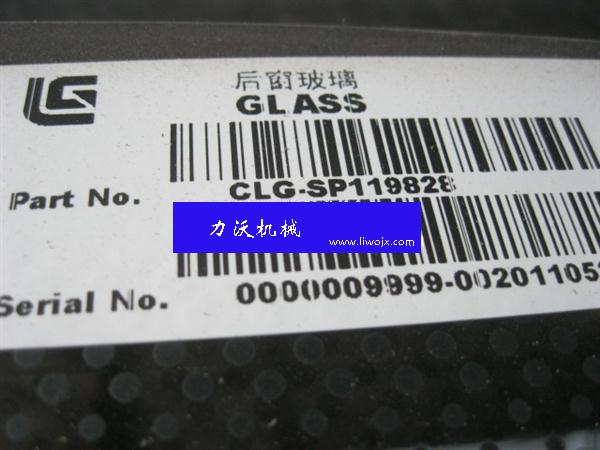 后窗玻璃
GLASS
Part No.
CLG-SP119828
力沃机械
www.liwojx.com
Serial No.
0000009999-00201105